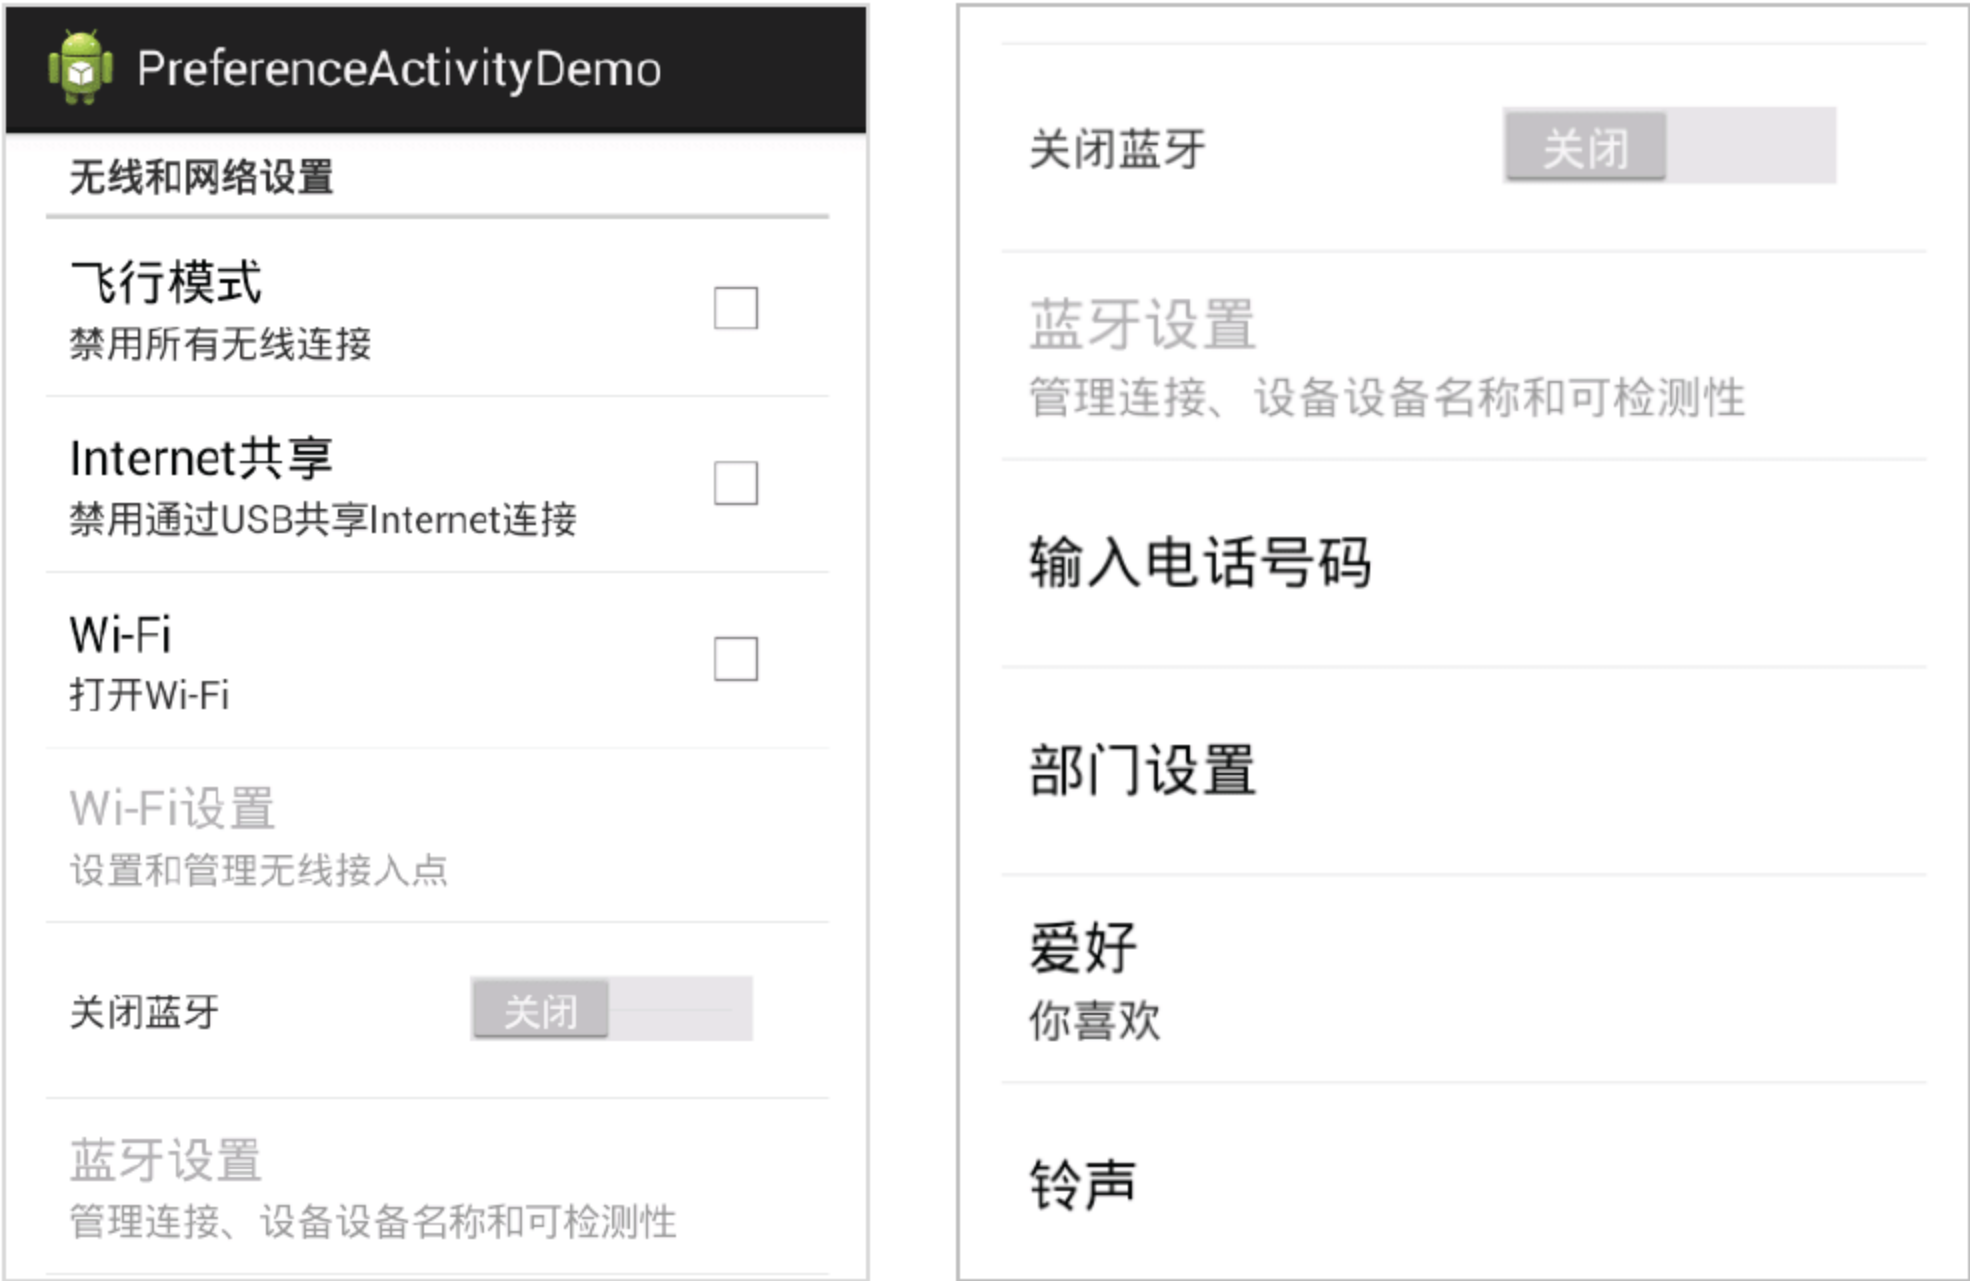 PreferenceActivityDemo
无线和网络设置
飞行模式
禁用所有无线连接
Internet共享
禁用通过USB共享Internet连接
Wi-Fi
打开Wi-Fi
Wi-Fi设置
设置和管理无线接入点
关闭蓝牙
关闭
蓝牙设置
管理连接、设备设备名称和可检测性
关闭蓝牙
关闭
蓝牙设置
管理连接、设备设备名称和可检测性
输入电话号码
部门设置
爱好
你喜欢
铃声